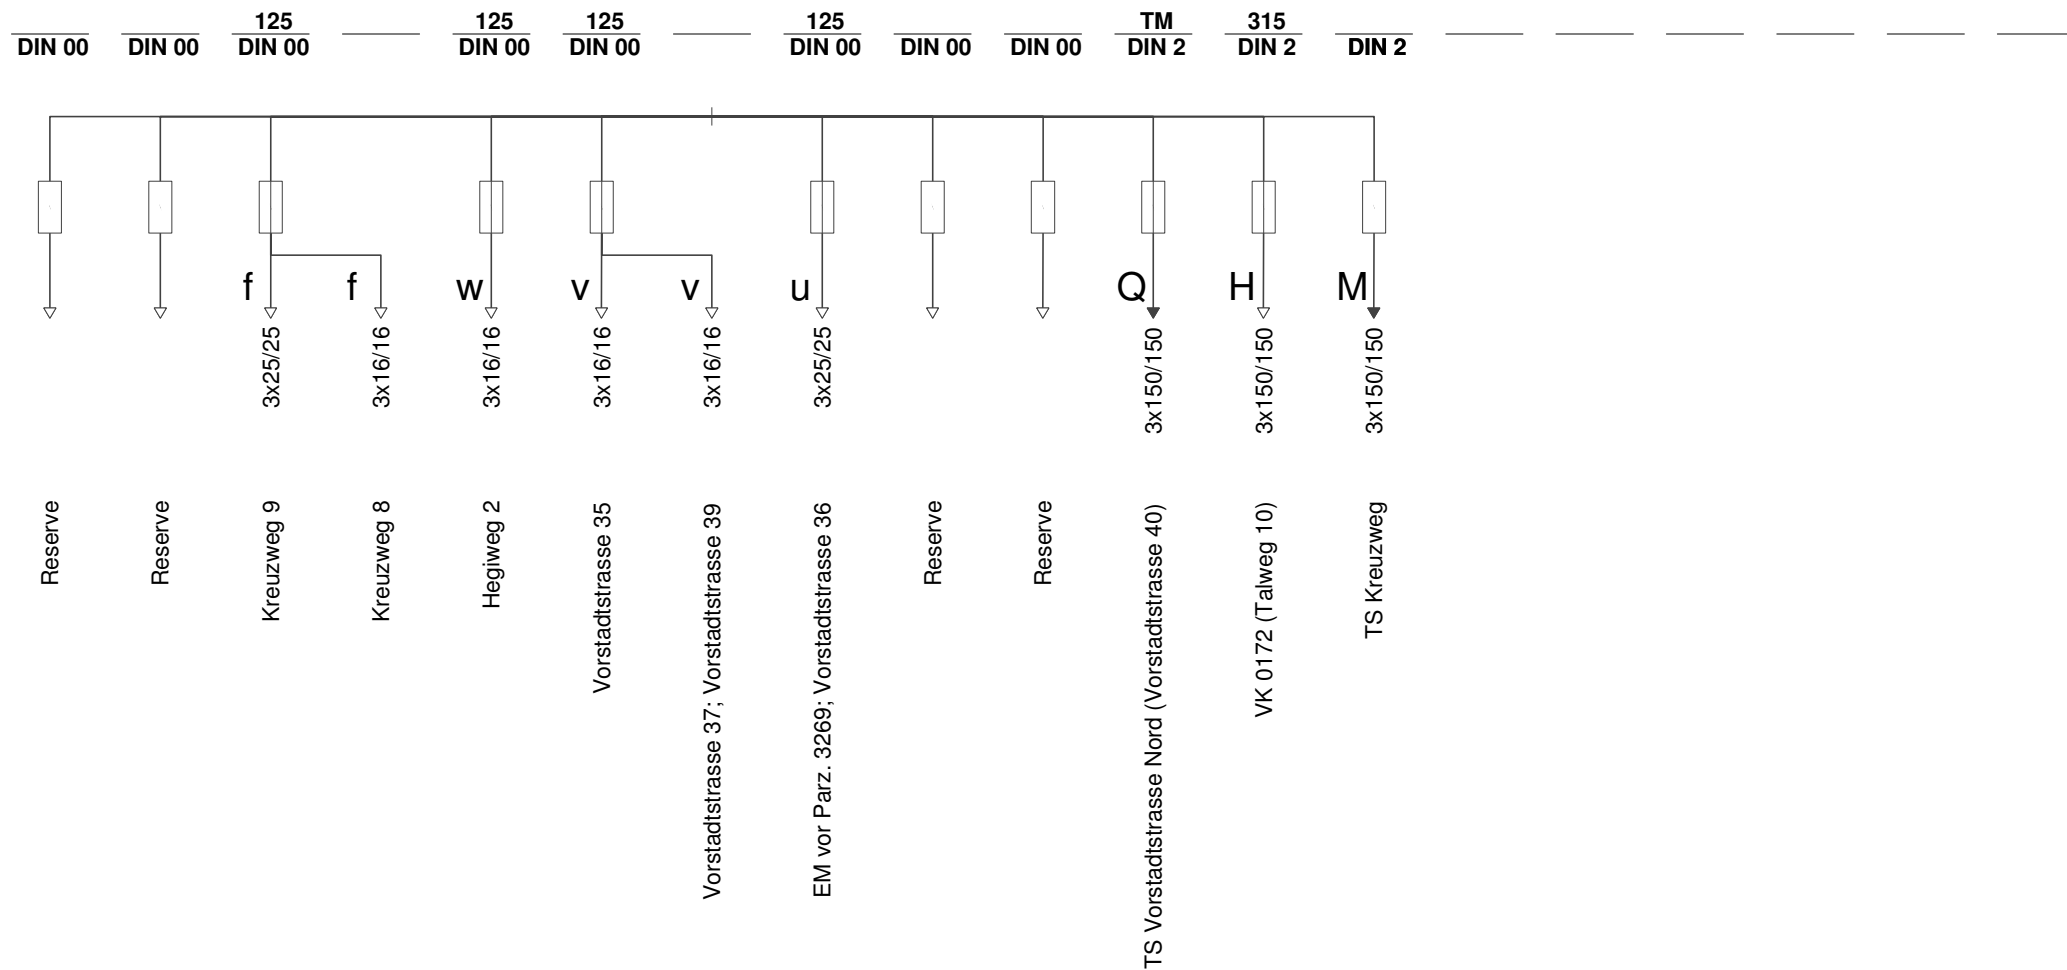 125 125 125 125 TM 315
DIN 00 DIN 00 DIN 00 DIN 00 DIN 00 DIN 00 DIN 00 DIN 00 DIN 2 DIN 2 DIN 2
f f w v v u Q H M
3x25/25
3x16/16
3x16/16
3x16/16
3x16/16
3x25/25
3x150/150
3x150/150
3x150/150
Reserve
Reserve
Kreuzweg 9
Kreuzweg 8
Hegiweg 2
Vorstadtstrasse 35
Vorstadtstrasse 37; Vorstadtstrasse 39
EM vor Parz. 3269; Vorstadtstrasse 36
Reserve
Reserve
TS Vorstadtstrasse Nord (Vorstadtstrasse 40)
VK 0172 (Talweg 10)
TS Kreuzweg